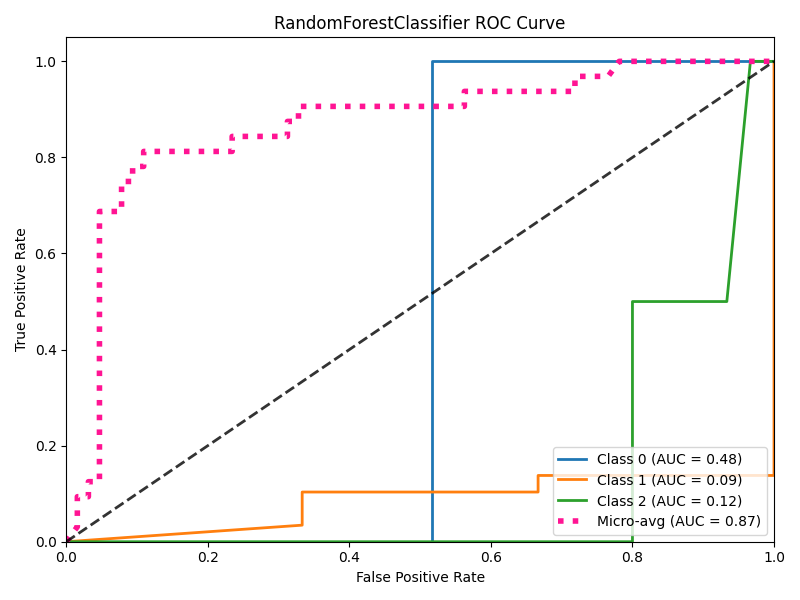 RandomForestClassifier ROC Curve
True Positive Rate
1.0
0.8
0.6
0.4
0.2
0.0
0.0 0.2 0.4 0.6 0.8 1.0
False Positive Rate
Class 0 (AUC = 0.48)
Class 1 (AUC = 0.09)
Class 2 (AUC = 0.12)
Micro-avg (AUC = 0.87)